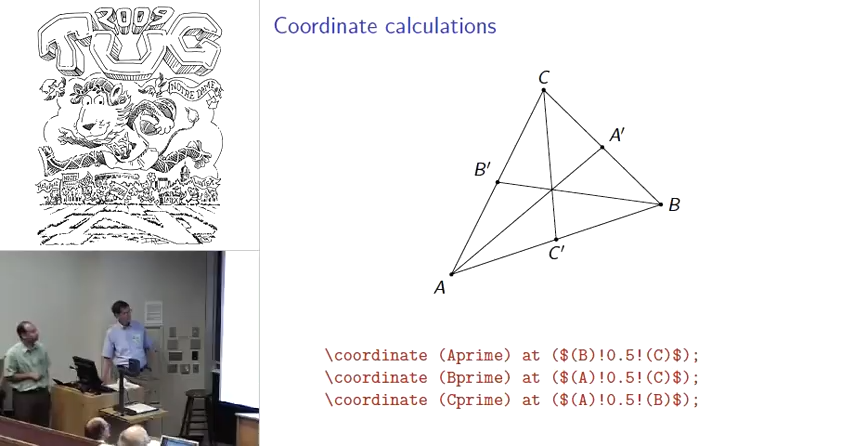 2009
TUG
NOTRE DAME
Coordinate calculations
C
A′
B′
B
C′
A
\coordinate (Aprime) at ($(B)!0.5!(C)$);
\coordinate (Bprime) at ($(A)!0.5!(C)$);
\coordinate (Cprime) at ($(A)!0.5!(B)$);